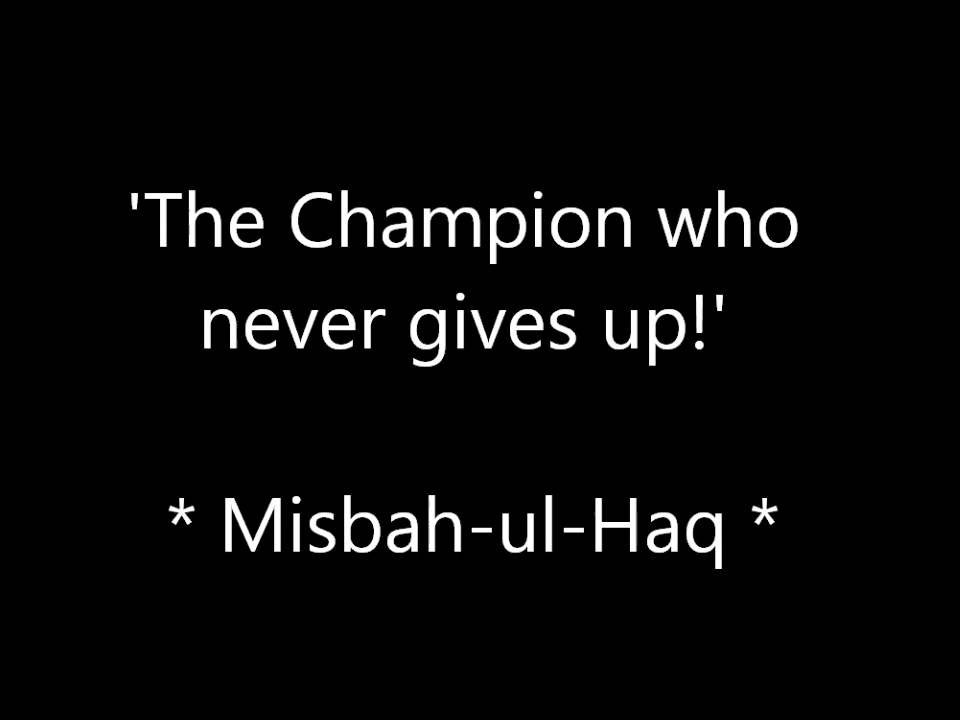 'The Champion who
never gives up!'
* Misbah-ul-Haq *